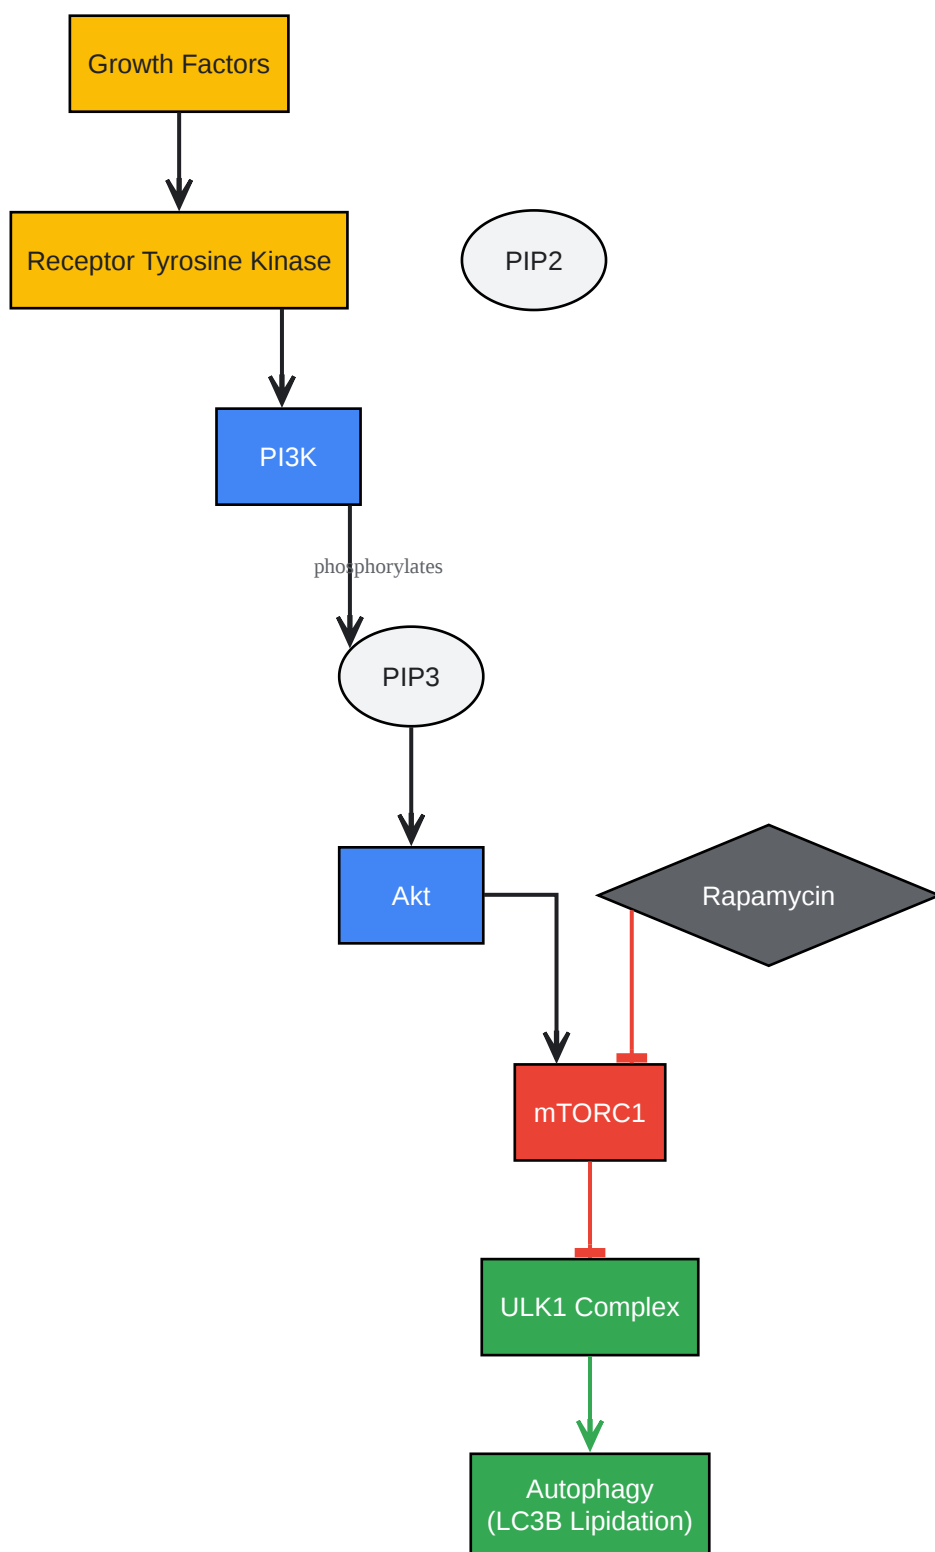 Growth Factors
Receptor Tyrosine Kinase
PIP2
PI3K
phosphorylates
PIP3
Akt
Rapamycin
mTORC1
ULK1 Complex
Autophagy
(LC3B Lipidation)